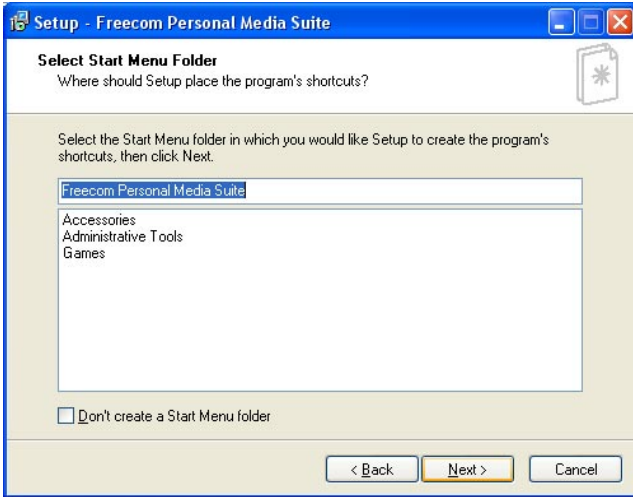 Setup - Freecom Personal Media Suite
Select Start Menu Folder
Where should Setup place the program's shortcuts?
Select the Start Menu folder in which you would like Setup to create the program's
shortcuts, then click Next.
Freecom Personal Media Suite
Accessories
Administrative Tools
Games
Don't create a Start Menu folder
< Back Next > Cancel